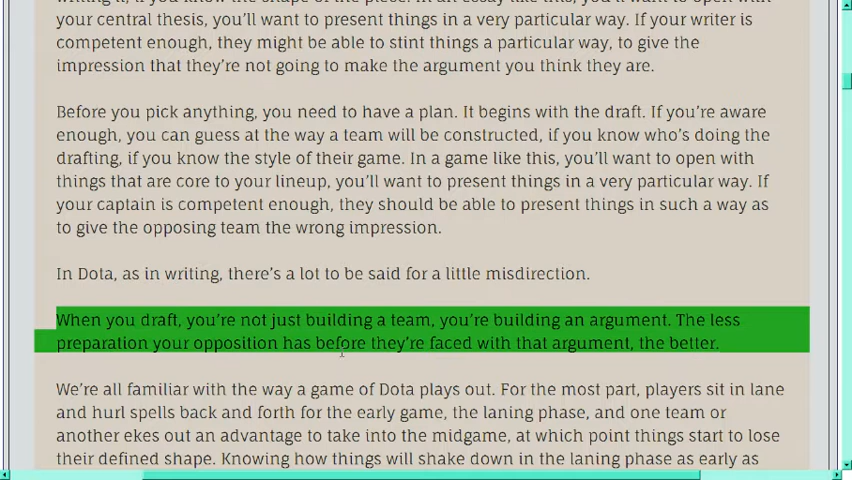 writing it, if you know the shape of the piece. In an essay like this, you'll want to open with
your central thesis, you'll want to present things in a very particular way. If your writer is
competent enough, they might be able to stint things a particular way, to give the
impression that they're not going to make the argument you think they are.
Before you pick anything, you need to have a plan. It begins with the draft. If you're aware
enough, you can guess at the way a team will be constructed, if you know who's doing the
drafting, if you know the style of their game. In a game like this, you'll want to open with
things that are core to your lineup, you'll want to present things in a very particular way. If
your captain is competent enough, they should be able to present things in such a way as
to give the opposing team the wrong impression.
In Dota, as in writing, there's a lot to be said for a little misdirection.
When you draft, you're not just building a team, you're building an argument. The less
preparation your opposition has before they're faced with that argument, the better.
We're all familiar with the way a game of Dota plays out. For the most part, players sit in lane
and hurl spells back and forth for the early game, the laning phase, and one team or
another ekes out an advantage to take into the midgame, at which point things start to lose
their defined shape. Knowing how things will shake down in the laning phase as early as